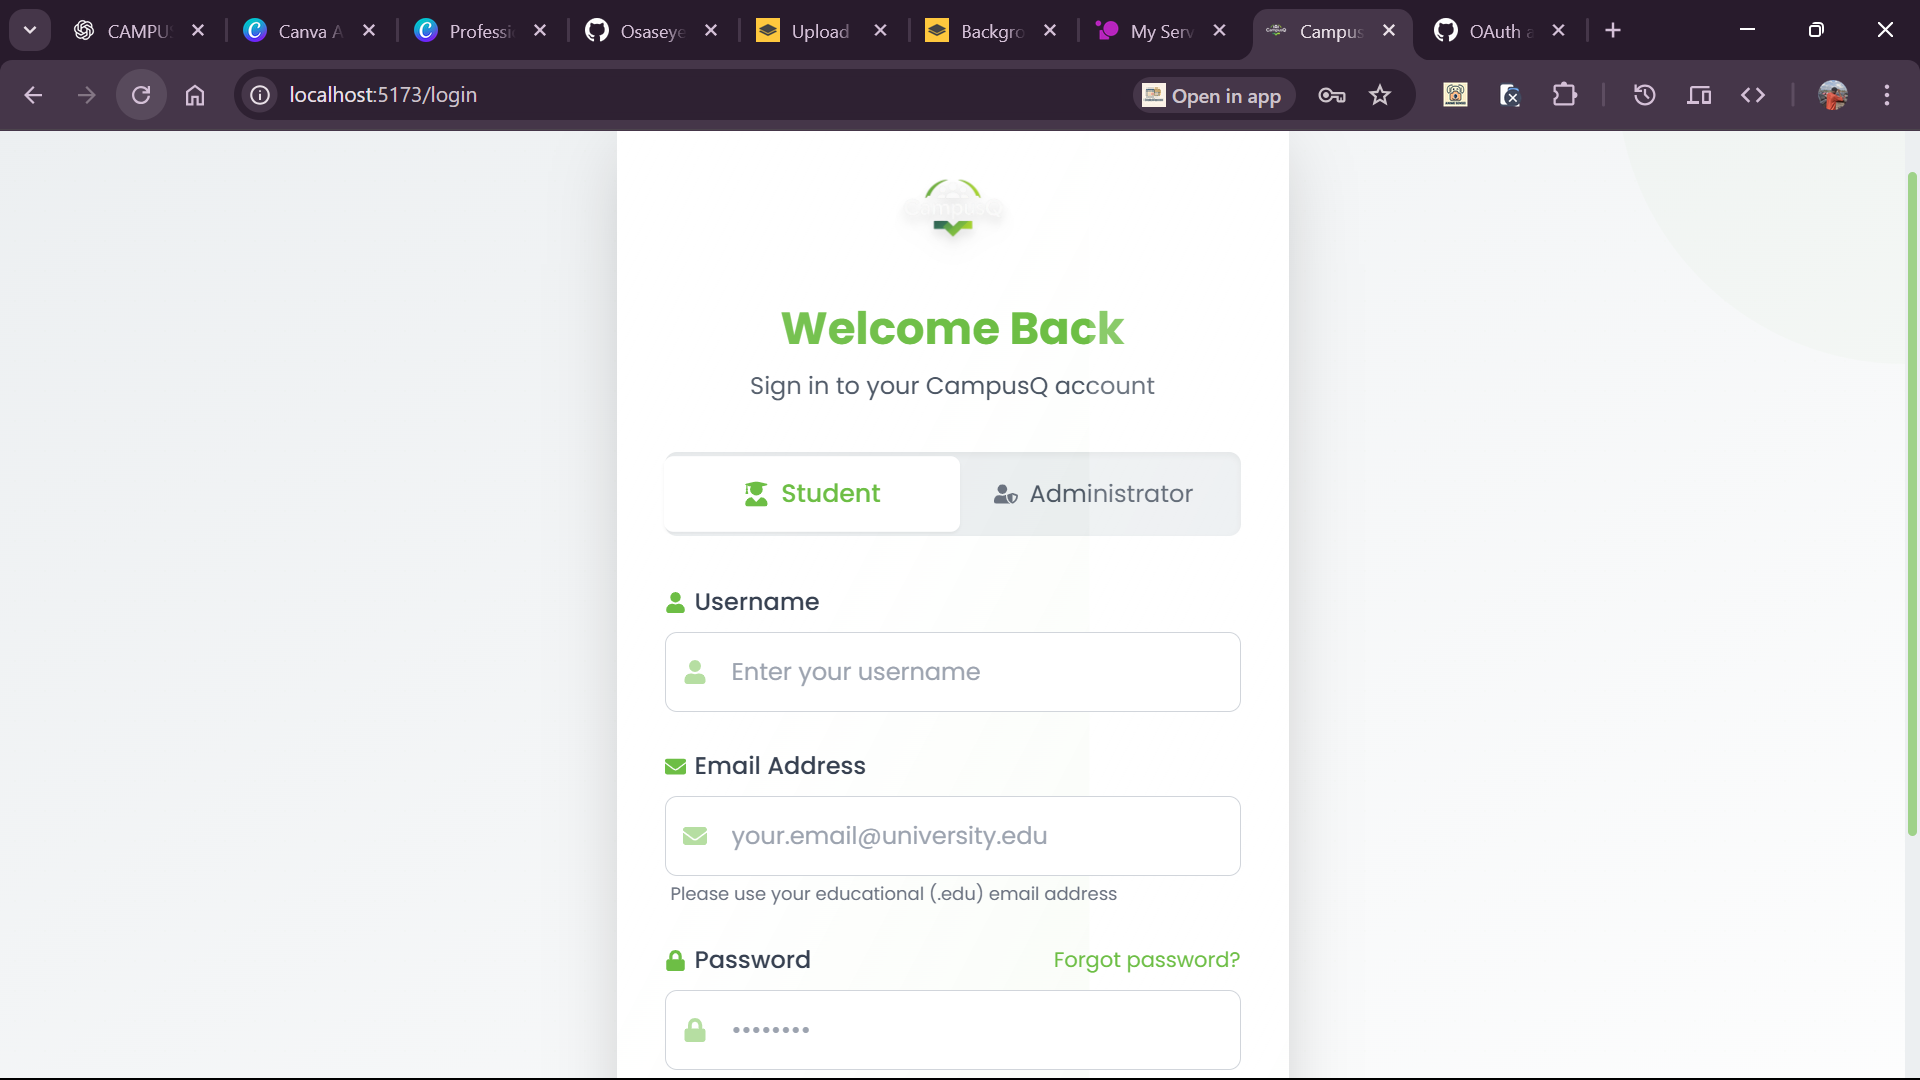 CAMPU
Canva A
Professi
Osaseye
Upload
Backgro
My Serv
Campus
OAuth a
localhost:5173/login
Open in app
CampusQ
Welcome Back
Sign in to your CampusQ account
Student
Administrator
Username
Enter your username
Email Address
your.email@university.edu
Please use your educational (.edu) email address
Password
Forgot password?
••••••••